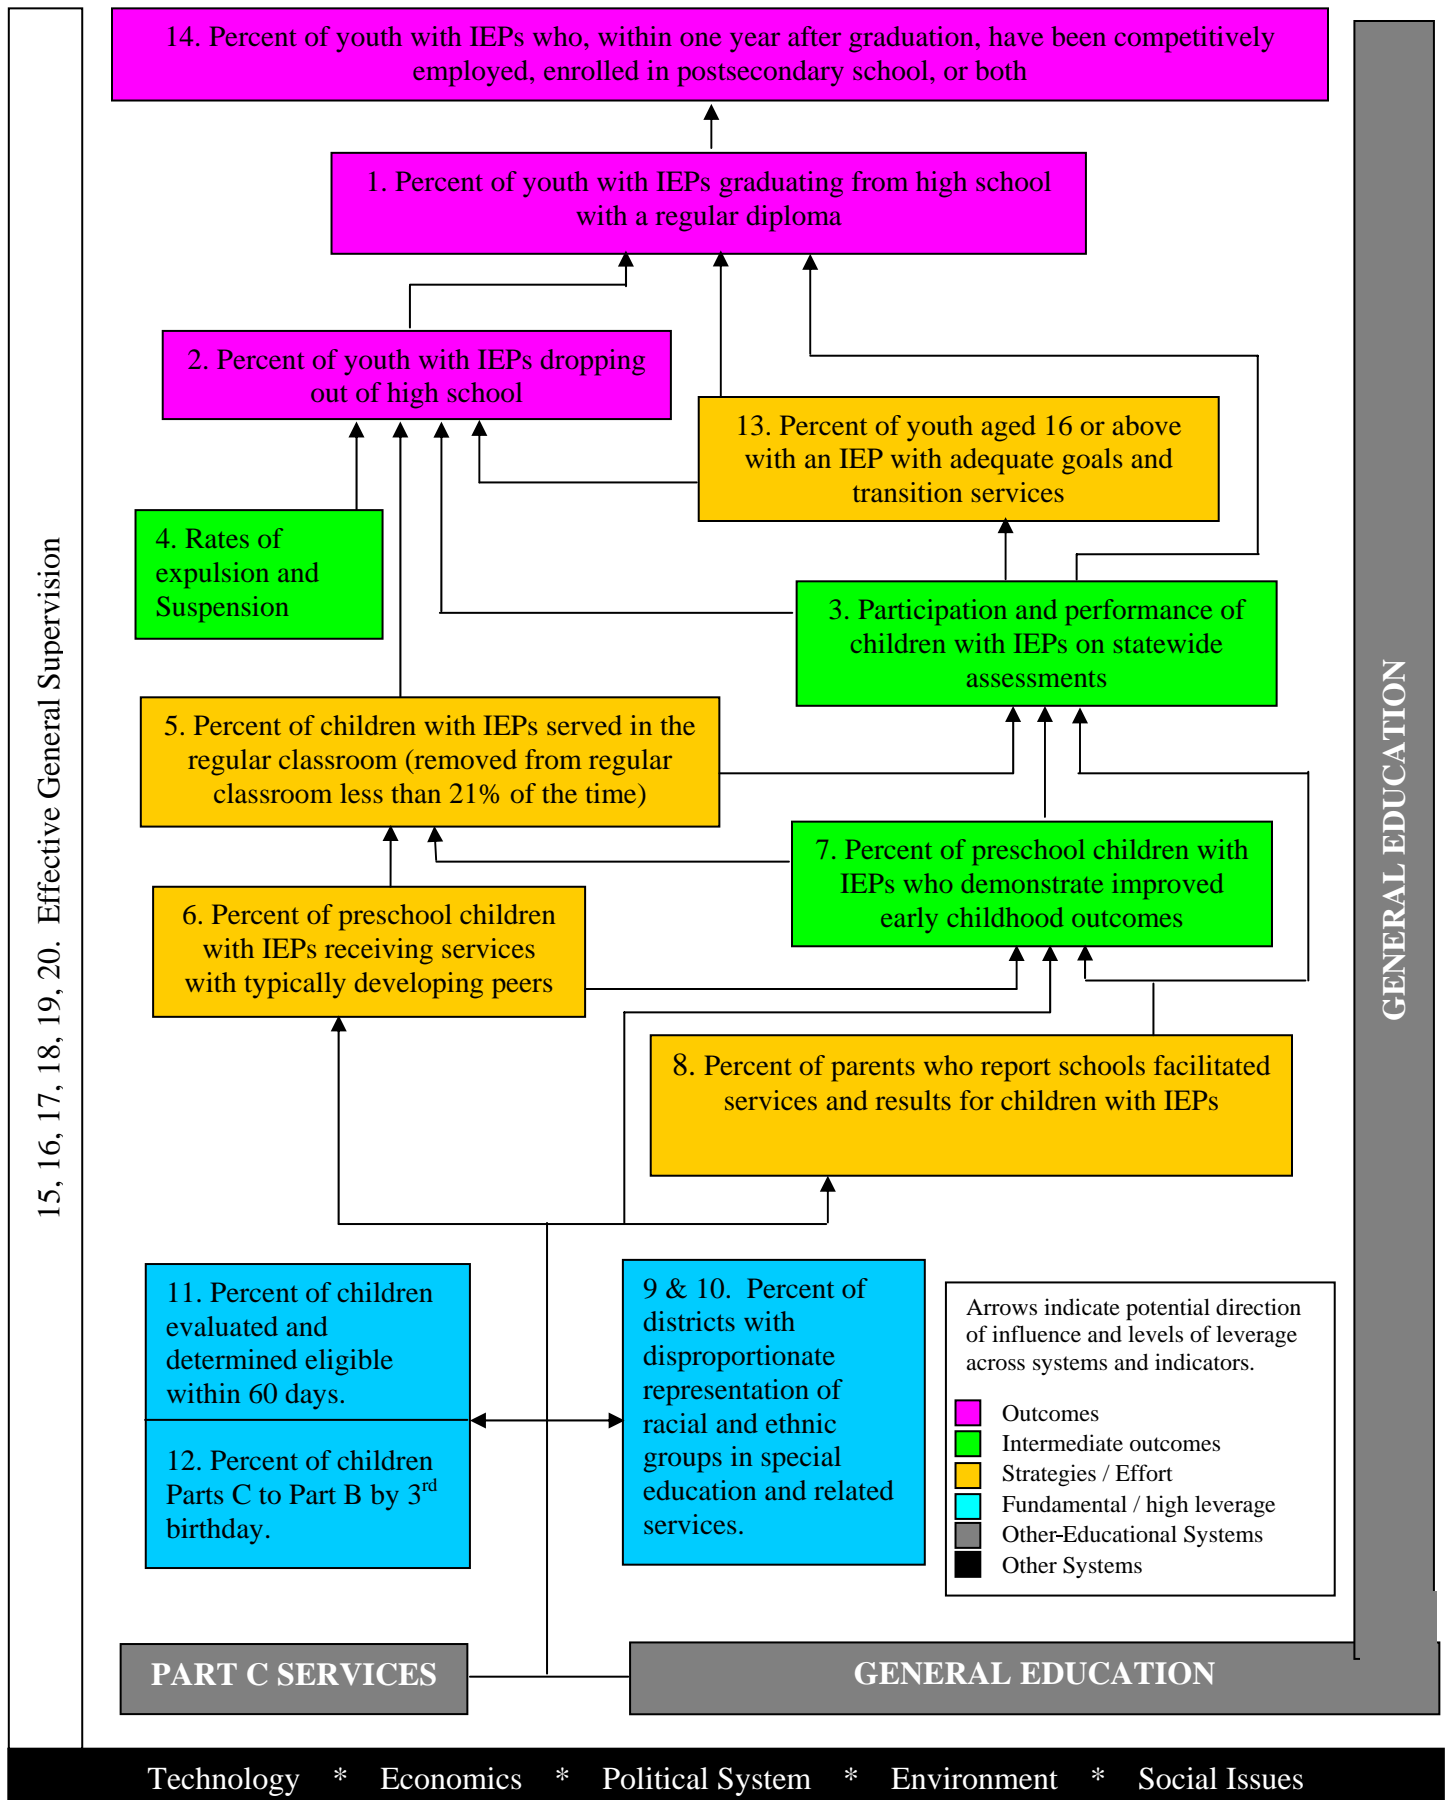 14. Percent of youth with IEPs who, within one year after graduation, have been competitively
employed, enrolled in postsecondary school, or both
1. Percent of youth with IEPs graduating from high school
with a regular diploma
2. Percent of youth with IEPs dropping
out of high school
13. Percent of youth aged 16 or above
with an IEP with adequate goals and
transition services
4. Rates of
expulsion and
Suspension
3. Participation and performance of
children with IEPs on statewide
assessments
5. Percent of children with IEPs served in the
regular classroom (removed from regular
classroom less than 21% of the time)
7. Percent of preschool children with
IEPs who demonstrate improved
early childhood outcomes
6. Percent of preschool children
with IEPs receiving services
with typically developing peers
8. Percent of parents who report schools facilitated
services and results for children with IEPs
11. Percent of children
evaluated and
determined eligible
within 60 days.
12. Percent of children
Parts C to Part B by 3rd
birthday.
9 & 10. Percent of
districts with
disproportionate
representation of
racial and ethnic
groups in special
education and related
services.
Arrows indicate potential direction
of influence and levels of leverage
across systems and indicators.
Outcomes
Intermediate outcomes
Strategies / Effort
Fundamental / high leverage
Other-Educational Systems
Other Systems
15, 16, 17, 18, 19, 20. Effective General Supervision
GENERAL EDUCATION
PART C SERVICES
GENERAL EDUCATION
Technology * Economics * Political System * Environment * Social Issues